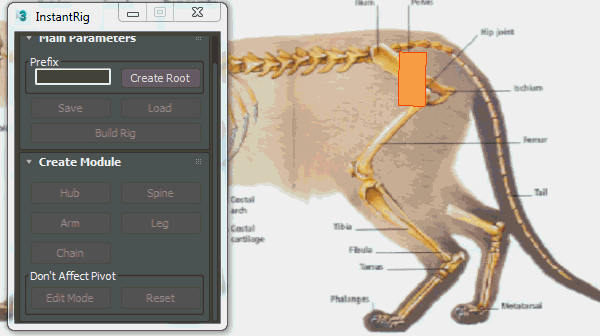 InstantRig
Main Parameters
Prefix
Create Root
Save
Load
Build Rig
Create Module
Hub
Spine
Arm
Leg
Chain
Don't Affect Pivot
Edit Mode
Reset
Ilium
Pelvis
Hip joint
Ischium
Femur
Tail
Costal
arch
Costal
cartilage
Tibia
Fibula
Tarsus
Phalanges
Metatarsal